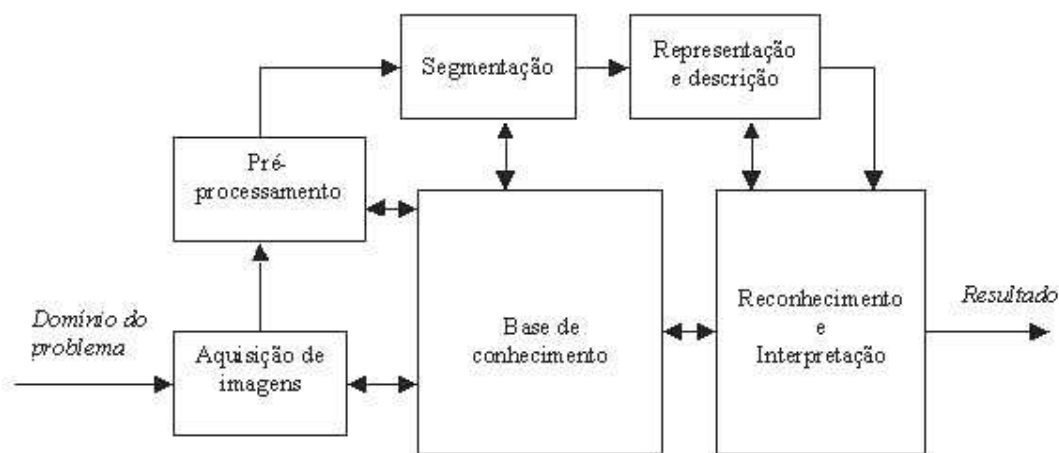 Segmentação
Representação
e descrição
Pré-
processamento
Domínio do
problema
Aquisição de
imagens
Base de
conhecimento
Reconhecimento
e
Interpretação
Resultado